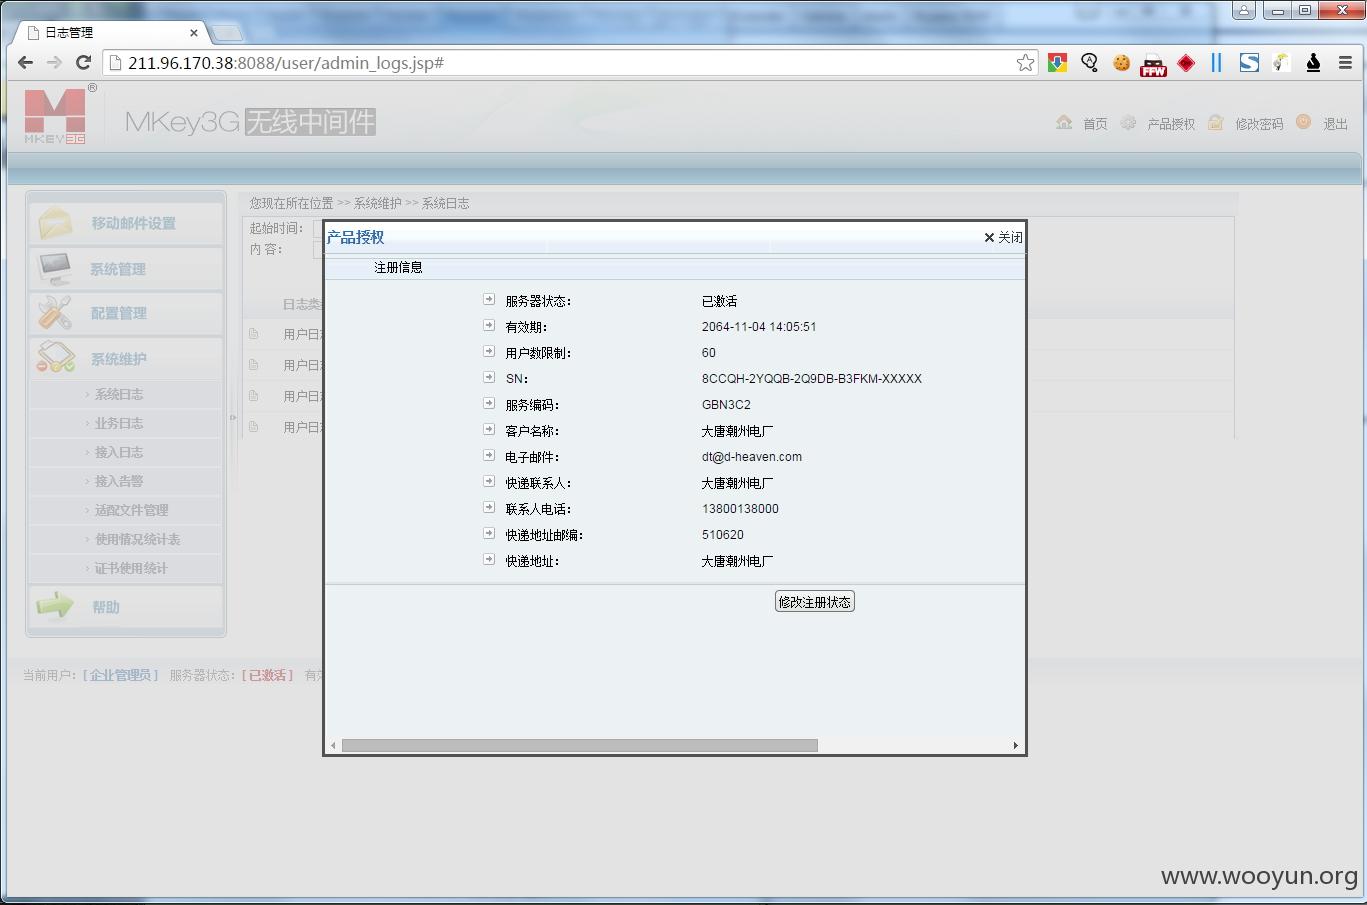 日志管理
211.96.170.38:8088/user/admin_logs.jsp#
FFW
MKEY3G
®
MKey3G 无线中间件
首页 产品授权 修改密码 退出
您现在所在位置 >> 系统维护 >> 系统日志
移动邮件设置
系统管理
配置管理
系统维护
系统日志
业务日志
接入日志
接入告警
适配文件管理
使用情况统计表
证书使用统计
帮助
起始时间：
内 容：
日志类
用户日
用户日
用户日
用户日
产品授权
关闭
注册信息
服务器状态： 已激活
有效期： 2064-11-04 14:05:51
用户数限制： 60
SN： 8CCQH-2YQQB-2Q9DB-B3FKM-XXXXX
服务编码： GBN3C2
客户名称： 大唐潮州电厂
电子邮件： dt@d-heaven.com
快递联系人： 大唐潮州电厂
联系人电话： 13800138000
快递地址邮编： 510620
快递地址： 大唐潮州电厂
修改注册状态
当前用户：[企业管理员] 服务器状态：[已激活] 有
www.wooyun.org